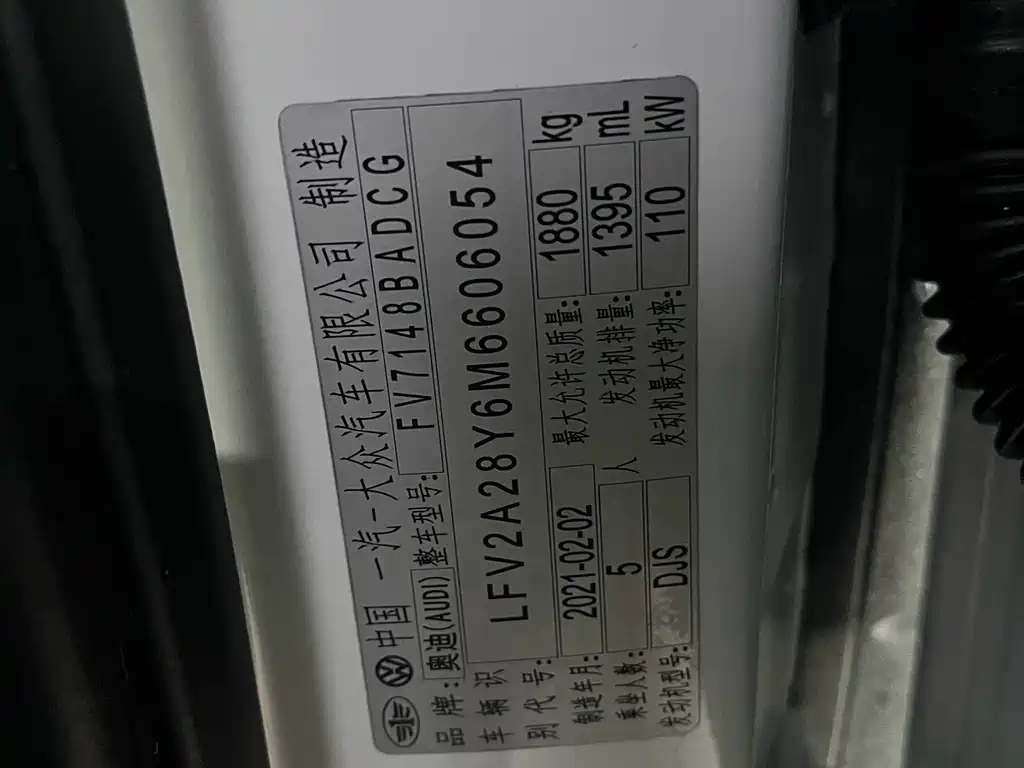 中国 一汽-大众汽车有限公司 制造
品牌: 奥迪(AUDI) 整车型号: FV7148BADCG
车辆识别代号: LFV2A28Y6M6606054
制造年月: 2021-02-02 最大允许总质量: 1880 kg
乘坐人数: 5 人 发动机排量: 1395 mL
发动机型号: DJS 发动机最大净功率: 110 kW